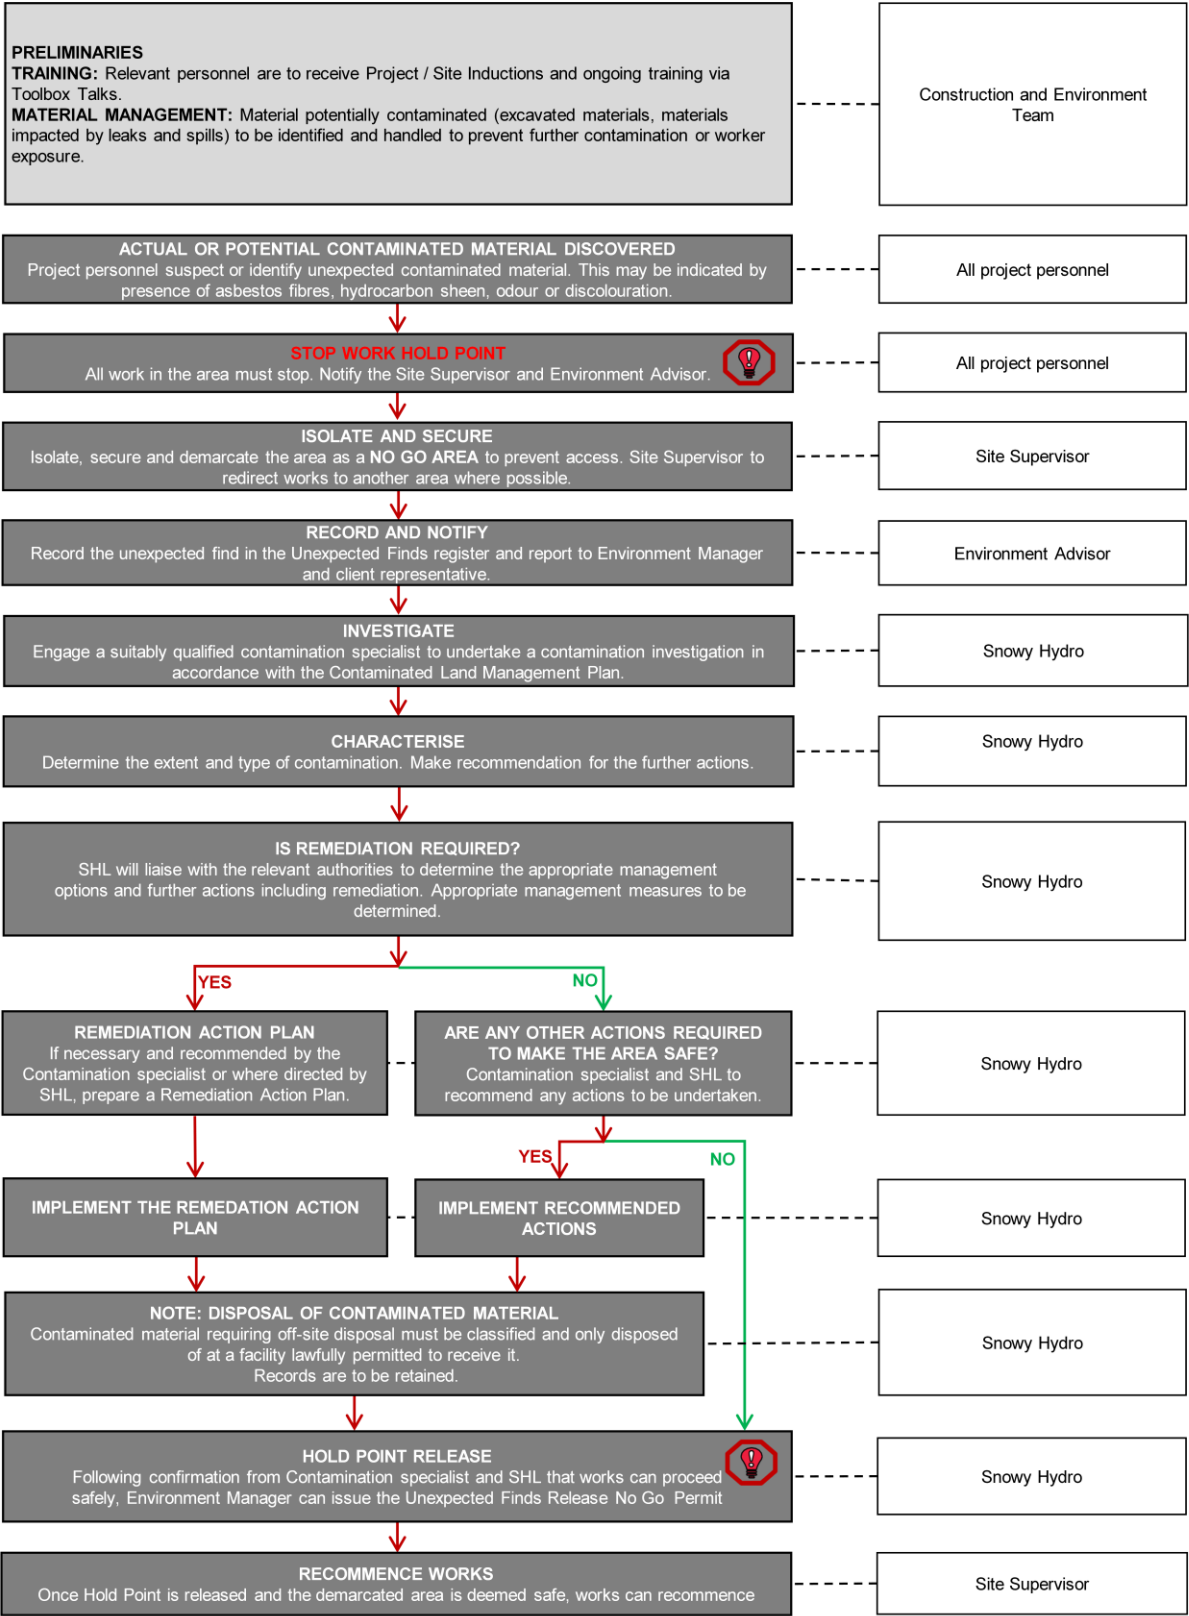 PRELIMINARIES
TRAINING: Relevant personnel are to receive Project / Site Inductions and ongoing training via
Toolbox Talks.
MATERIAL MANAGEMENT: Material potentially contaminated (excavated materials, materials
impacted by leaks and spills) to be identified and handled to prevent further contamination or worker
exposure.
Construction and Environment
Team
ACTUAL OR POTENTIAL CONTAMINATED MATERIAL DISCOVERED
Project personnel suspect or identify unexpected contaminated material. This may be indicated by
presence of asbestos fibres, hydrocarbon sheen, odour or discolouration.
All project personnel
STOP WORK HOLD POINT
All work in the area must stop. Notify the Site Supervisor and Environment Advisor.
All project personnel
ISOLATE AND SECURE
Isolate, secure and demarcate the area as a NO GO AREA to prevent access. Site Supervisor to
redirect works to another area where possible.
Site Supervisor
RECORD AND NOTIFY
Record the unexpected find in the Unexpected Finds register and report to Environment Manager
and client representative.
Environment Advisor
INVESTIGATE
Engage a suitably qualified contamination specialist to undertake a contamination investigation in
accordance with the Contaminated Land Management Plan.
Snowy Hydro
CHARACTERISE
Determine the extent and type of contamination. Make recommendation for the further actions.
Snowy Hydro
IS REMEDIATION REQUIRED?
SHL will liaise with the relevant authorities to determine the appropriate management
options and further actions including remediation. Appropriate management measures to be
determined.
Snowy Hydro
YES
NO
REMEDIATION ACTION PLAN
If necessary and recommended by the
Contamination specialist or where directed by
SHL, prepare a Remediation Action Plan.
ARE ANY OTHER ACTIONS REQUIRED
TO MAKE THE AREA SAFE?
Contamination specialist and SHL to
recommend any actions to be undertaken.
Snowy Hydro
YES
NO
IMPLEMENT THE REMEDATION ACTION
PLAN
IMPLEMENT RECOMMENDED
ACTIONS
Snowy Hydro
NOTE: DISPOSAL OF CONTAMINATED MATERIAL
Contaminated material requiring off-site disposal must be classified and only disposed
of at a facility lawfully permitted to receive it.
Records are to be retained.
Snowy Hydro
HOLD POINT RELEASE
Following confirmation from Contamination specialist and SHL that works can proceed
safely, Environment Manager can issue the Unexpected Finds Release No Go Permit
Snowy Hydro
RECOMMENCE WORKS
Once Hold Point is released and the demarcated area is deemed safe, works can recommence
Site Supervisor